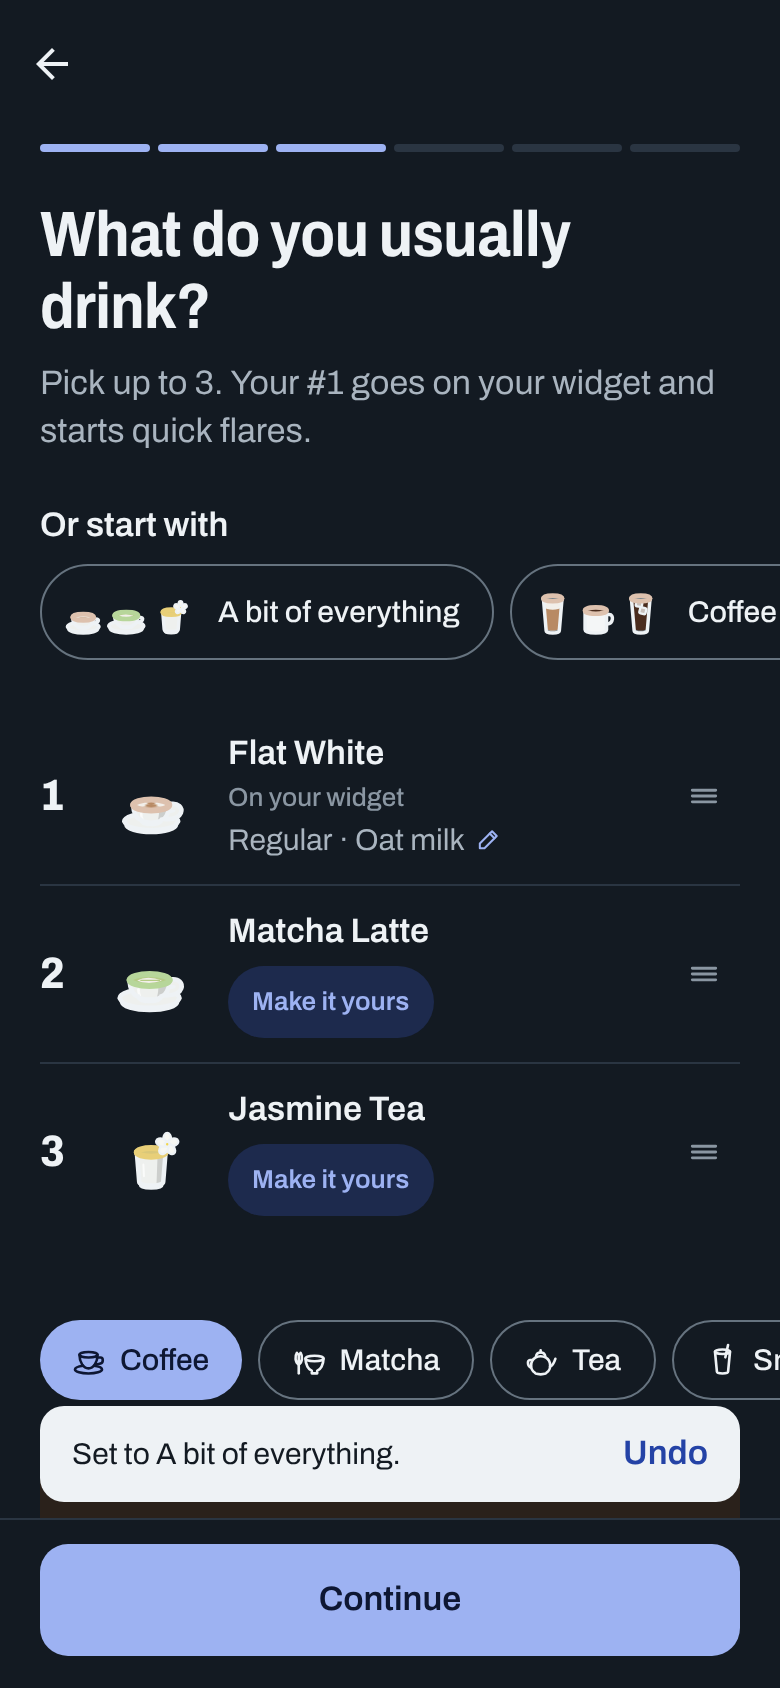 What do you usually
drink?
Pick up to 3. Your #1 goes on your widget and
starts quick flares.
Or start with
A bit of everything
Coffee
1
Flat White
On your widget
Regular · Oat milk
2
Matcha Latte
Make it yours
3
Jasmine Tea
Make it yours
Coffee
Matcha
Tea
Set to A bit of everything.
Undo
Continue